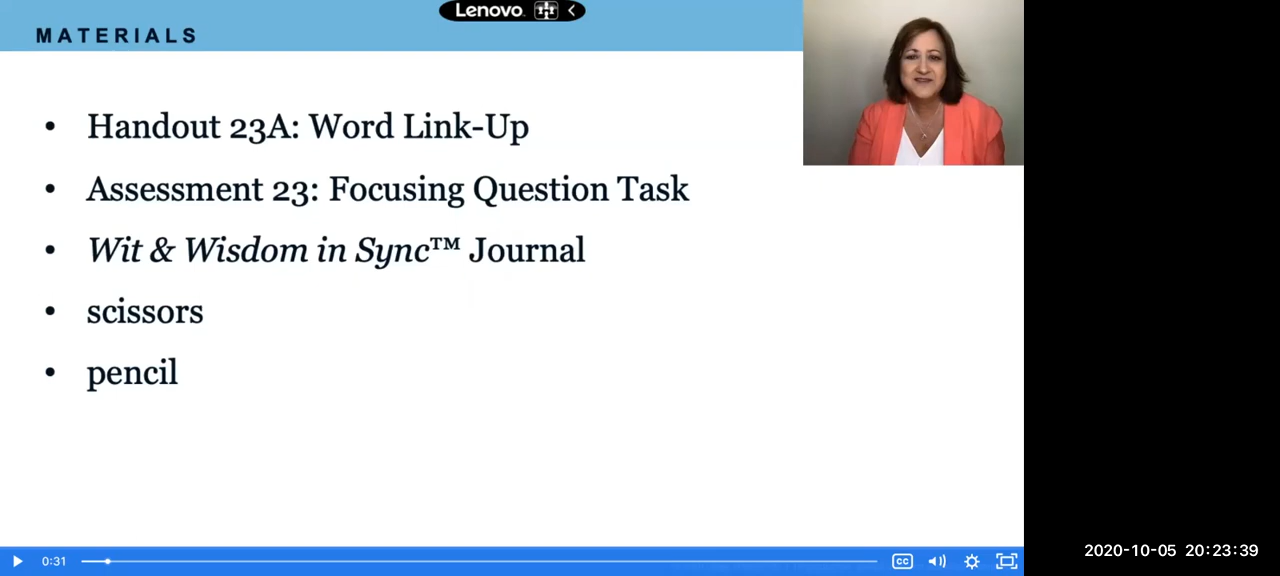 Lenovo
MATERIALS
• Handout 23A: Word Link-Up
• Assessment 23: Focusing Question Task
• Wit & Wisdom in Sync™ Journal
• scissors
• pencil
0:31
CC
2020-10-05 20:23:39